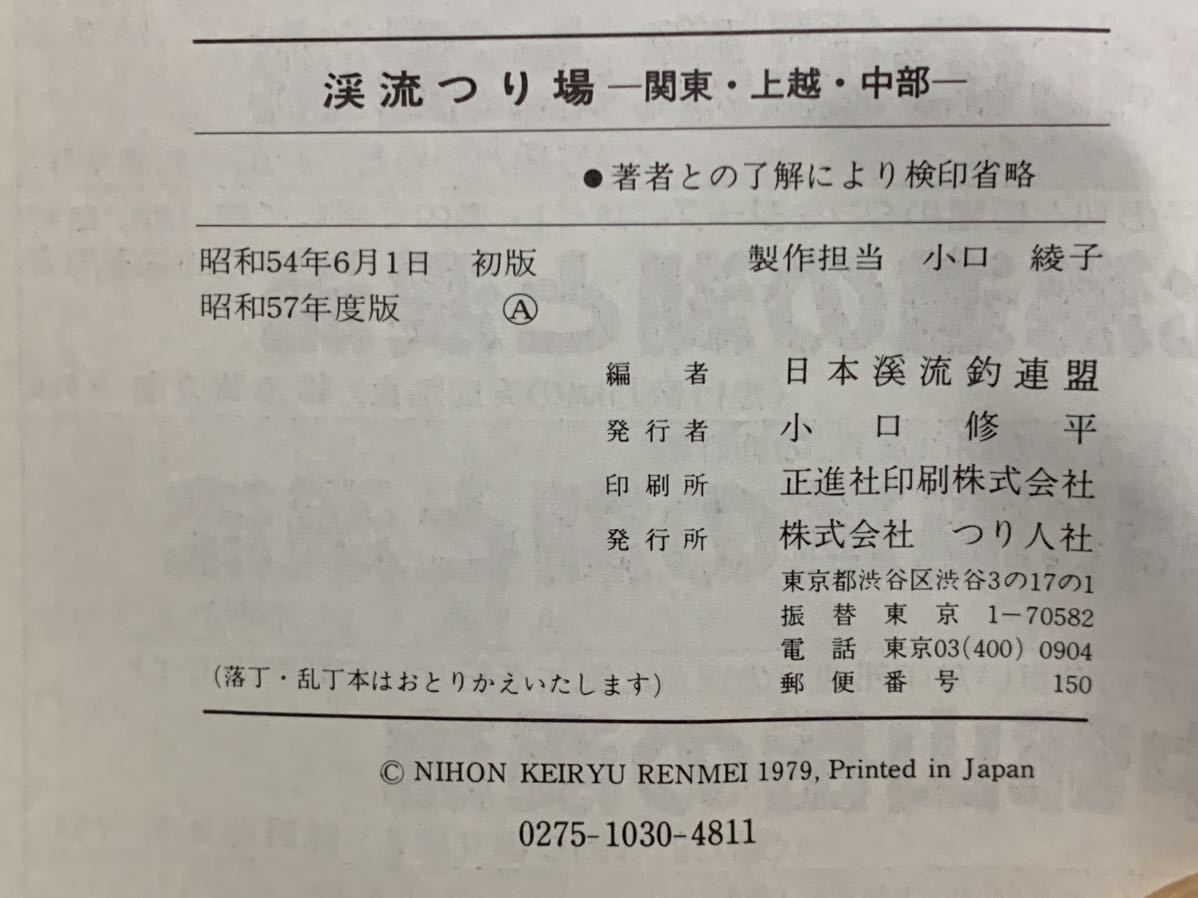 渓流つり場―関東・上越・中部―
●著者との了解により検印省略
昭和54年6月1日　初版　製作担当　小口　綾子
昭和57年度版　Ⓐ
編者　日本溪流釣連盟
発行者　小口修平
印刷所　正進社印刷株式会社
発行所　株式会社　つり人社
東京都渋谷区渋谷3の17の1
振替東京　1-70582
電話　東京03(400) 0904
(落丁・乱丁本はおとりかえいたします)　郵便番号　150
© NIHON KEIRYU RENMEI 1979, Printed in Japan
0275-1030-4811